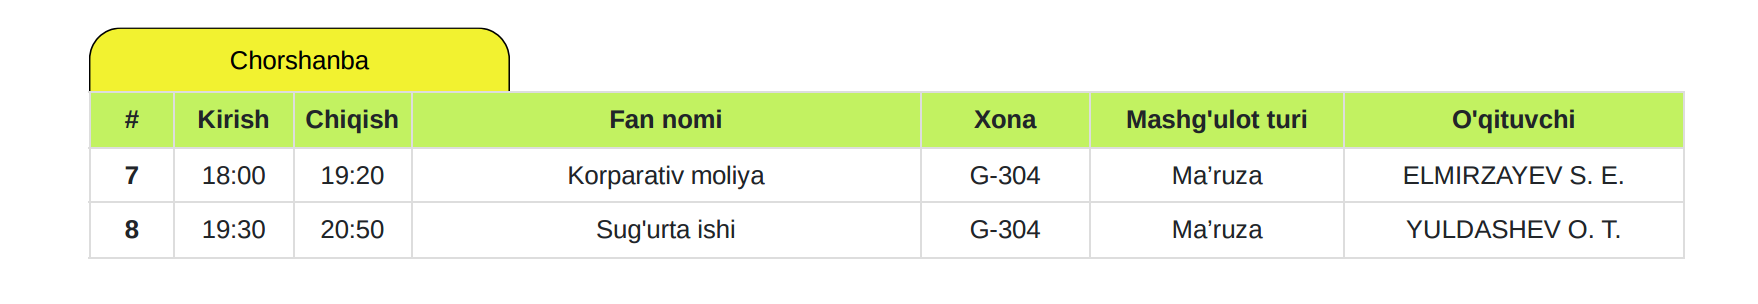 Chorshanba
# Kirish Chiqish Fan nomi Xona Mashg'ulot turi O'qituvchi
7 18:00 19:20 Korparativ moliya G-304 Ma’ruza ELMIRZAYEV S. E.
8 19:30 20:50 Sug'urta ishi G-304 Ma’ruza YULDASHEV O. T.